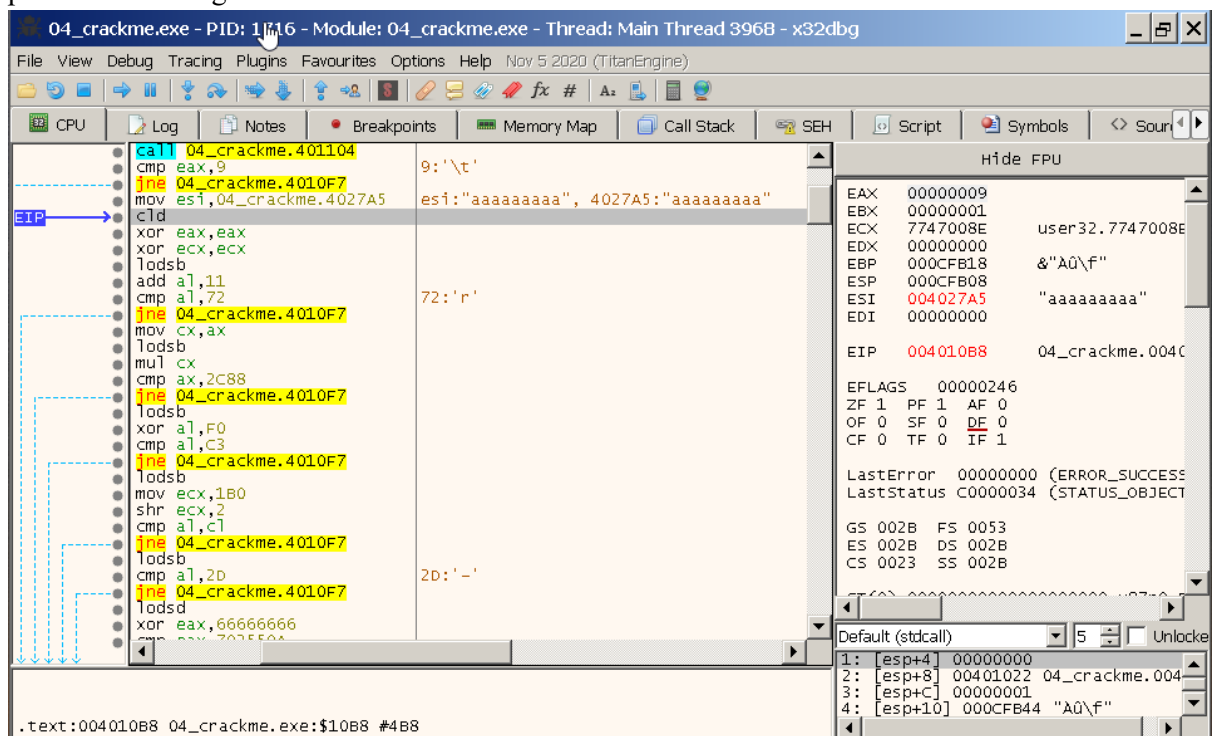 04_crackme.exe - PID: 1716 - Module: 04_crackme.exe - Thread: Main Thread 3968 - x32dbg
File View Debug Tracing Plugins Favourites Options Help Nov 5 2020 (TitanEngine)
CPU Log Notes Breakpoints Memory Map Call Stack SEH Script Symbols Sour
call 04_crackme.401104
cmp eax,9 9:'\t'
jne 04_crackme.4010F7
mov esi,04_crackme.4027A5 esi:"aaaaaaaaa", 4027A5:"aaaaaaaaa"
EIP cld
xor eax,eax
xor ecx,ecx
lodsb
add al,11
cmp al,72 72:'r'
jne 04_crackme.4010F7
mov cx,ax
lodsb
mul cx
cmp ax,2C88
jne 04_crackme.4010F7
lodsb
xor al,F0
cmp al,C3
jne 04_crackme.4010F7
lodsb
mov ecx,1B0
shr ecx,2
cmp al,cl
jne 04_crackme.4010F7
lodsb
cmp al,2D 2D:'-'
jne 04_crackme.4010F7
lodsd
xor eax,66666666
Hide FPU
EAX 00000009
EBX 00000001
ECX 7747008E user32.7747008E
EDX 00000000
EBP 000CFB18 &"Aû\f"
ESP 000CFB08
ESI 004027A5 "aaaaaaaaa"
EDI 00000000
EIP 004010B8 04_crackme.0040
EFLAGS 00000246
ZF 1 PF 1 AF 0
OF 0 SF 0 DF 0
CF 0 TF 0 IF 1
LastError 00000000 (ERROR_SUCCESS
LastStatus C0000034 (STATUS_OBJECT
GS 002B FS 0053
ES 002B DS 002B
CS 0023 SS 002B
Default (stdcall) 5 Unlocke
1: [esp+4] 00000000
2: [esp+8] 00401022 04_crackme.004
3: [esp+C] 00000001
4: [esp+10] 000CFB44 "Aû\f"
.text:004010B8 04_crackme.exe:$10B8 #4B8